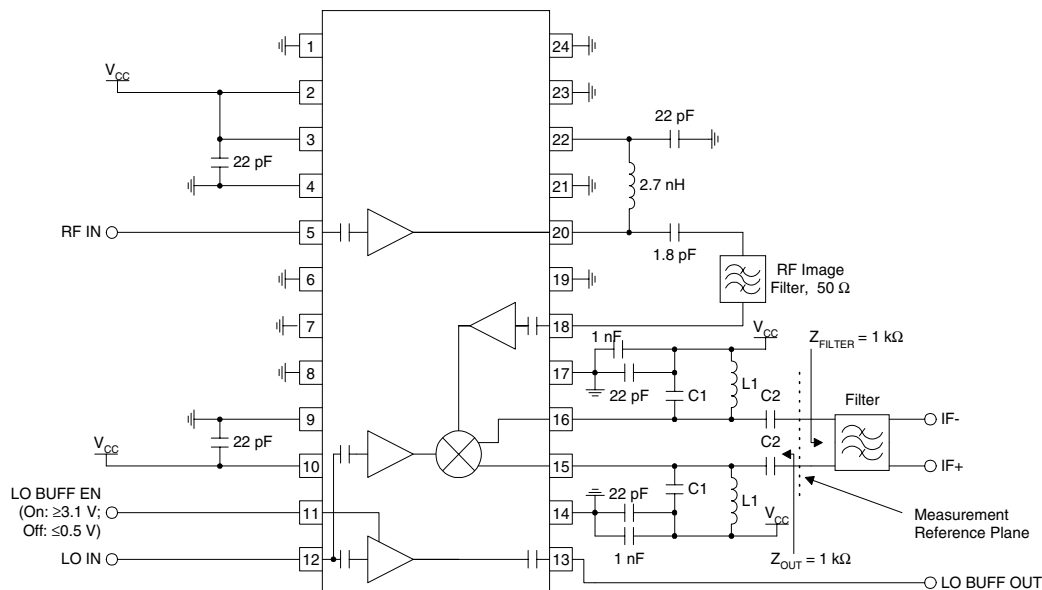 1
24
V_CC
2
23
22 pF
3
22
22 pF
2.7 nH
4
21
RF IN
5
20
1.8 pF
RF Image
Filter, 50 Ω
6
19
7
18
1 nF
V_CC
Z_FILTER = 1 kΩ
8
17
22 pF
C1
L1
C2
Filter
9
16
IF-
22 pF
C2
V_CC
10
15
IF+
LO BUFF EN
(On: ≥3.1 V;
Off: ≤0.5 V)
11
14
22 pF
C1
L1
V_CC
1 nF
Measurement
Reference Plane
LO IN
12
13
Z_OUT = 1 kΩ
LO BUFF OUT